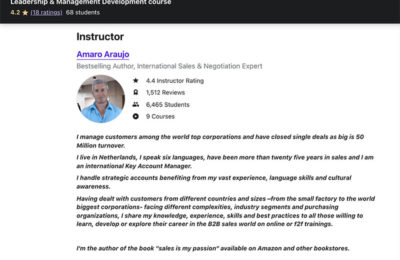 Leadership & Management Development course
4.2 ★ (18 ratings) 68 students
Instructor
Amaro Araujo
Bestselling Author, International Sales & Negotiation Expert
4.4 Instructor Rating
1,512 Reviews
6,465 Students
9 Courses
I manage customers among the world top corporations and have closed single deals as big is 50
Million turnover.
I live in Netherlands, I speak six languages, have been more than twenty five years in sales and I am
an international Key Account Manager.
I handle strategic accounts benefiting from my vast experience, language skills and cultural
awareness.
Having dealt with customers from different countries and sizes –from the small factory to the world
biggest corporations- facing different complexities, industry segments and purchasing
organizations, I share my knowledge, experience, skills and best practices to all those willing to
learn, develop or explore their career in the B2B sales world on online or f2f trainings.
I'm the author of the book "sales is my passion" available on Amazon and other bookstores.